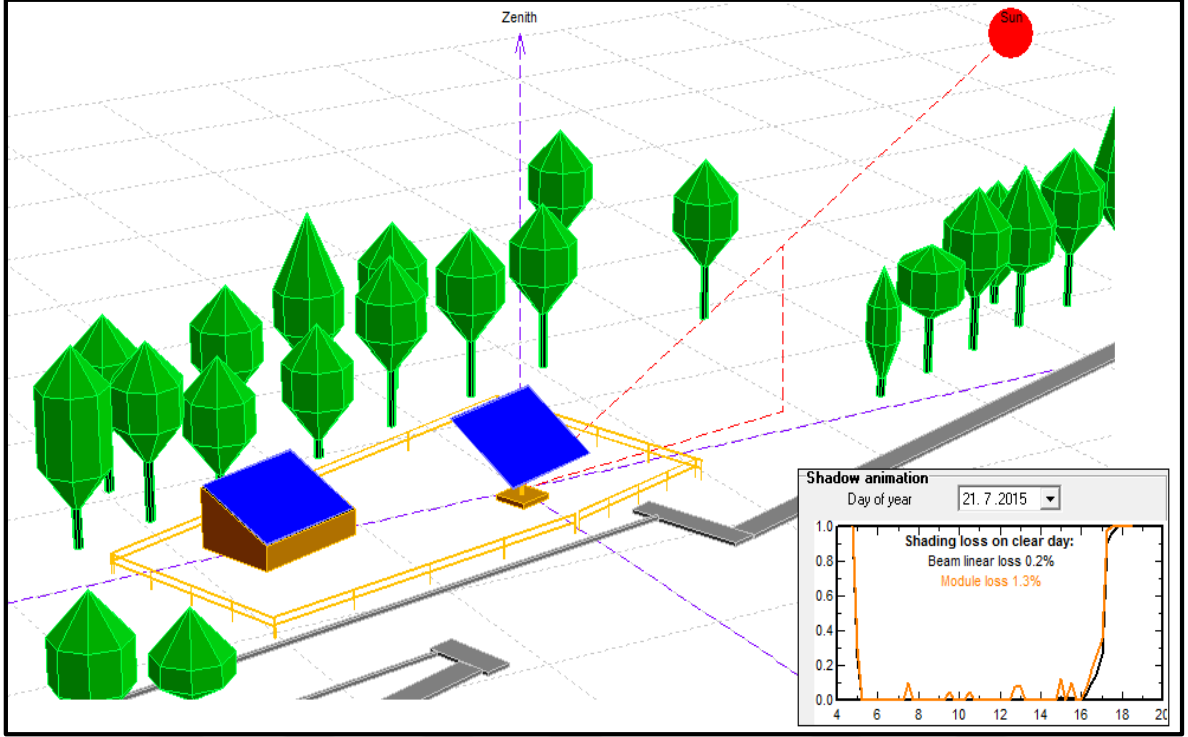 Zenith
Sun
Shadow animation
Day of year 21. 7 .2015
Shading loss on clear day:
Beam linear loss 0.2%
Module loss 1.3%
1.0
0.8
0.6
0.4
0.2
0.0
4 6 8 10 12 14 16 18 20